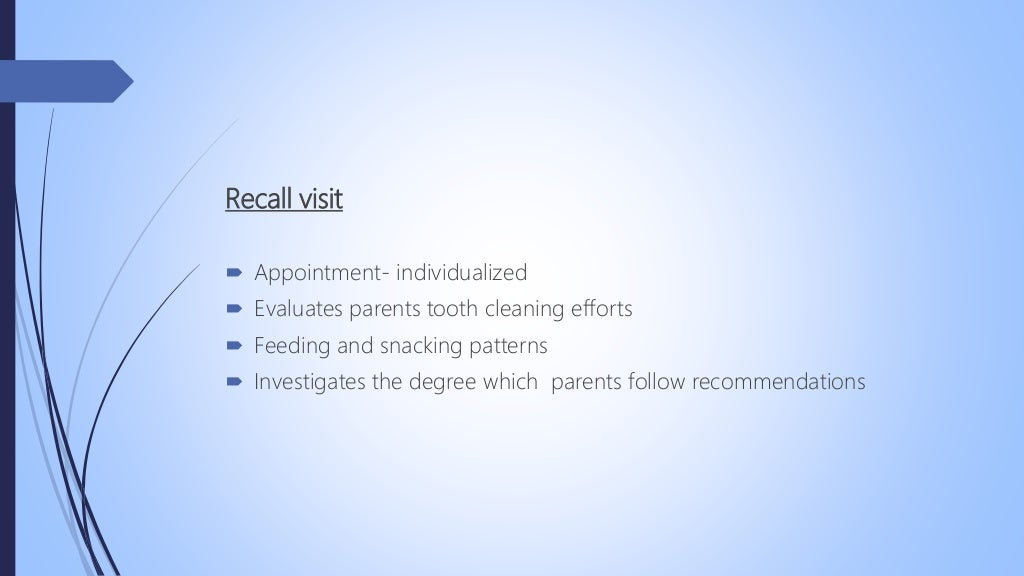 Recall visit
Appointment- individualized
Evaluates parents tooth cleaning efforts
Feeding and snacking patterns
Investigates the degree which  parents follow recommendations